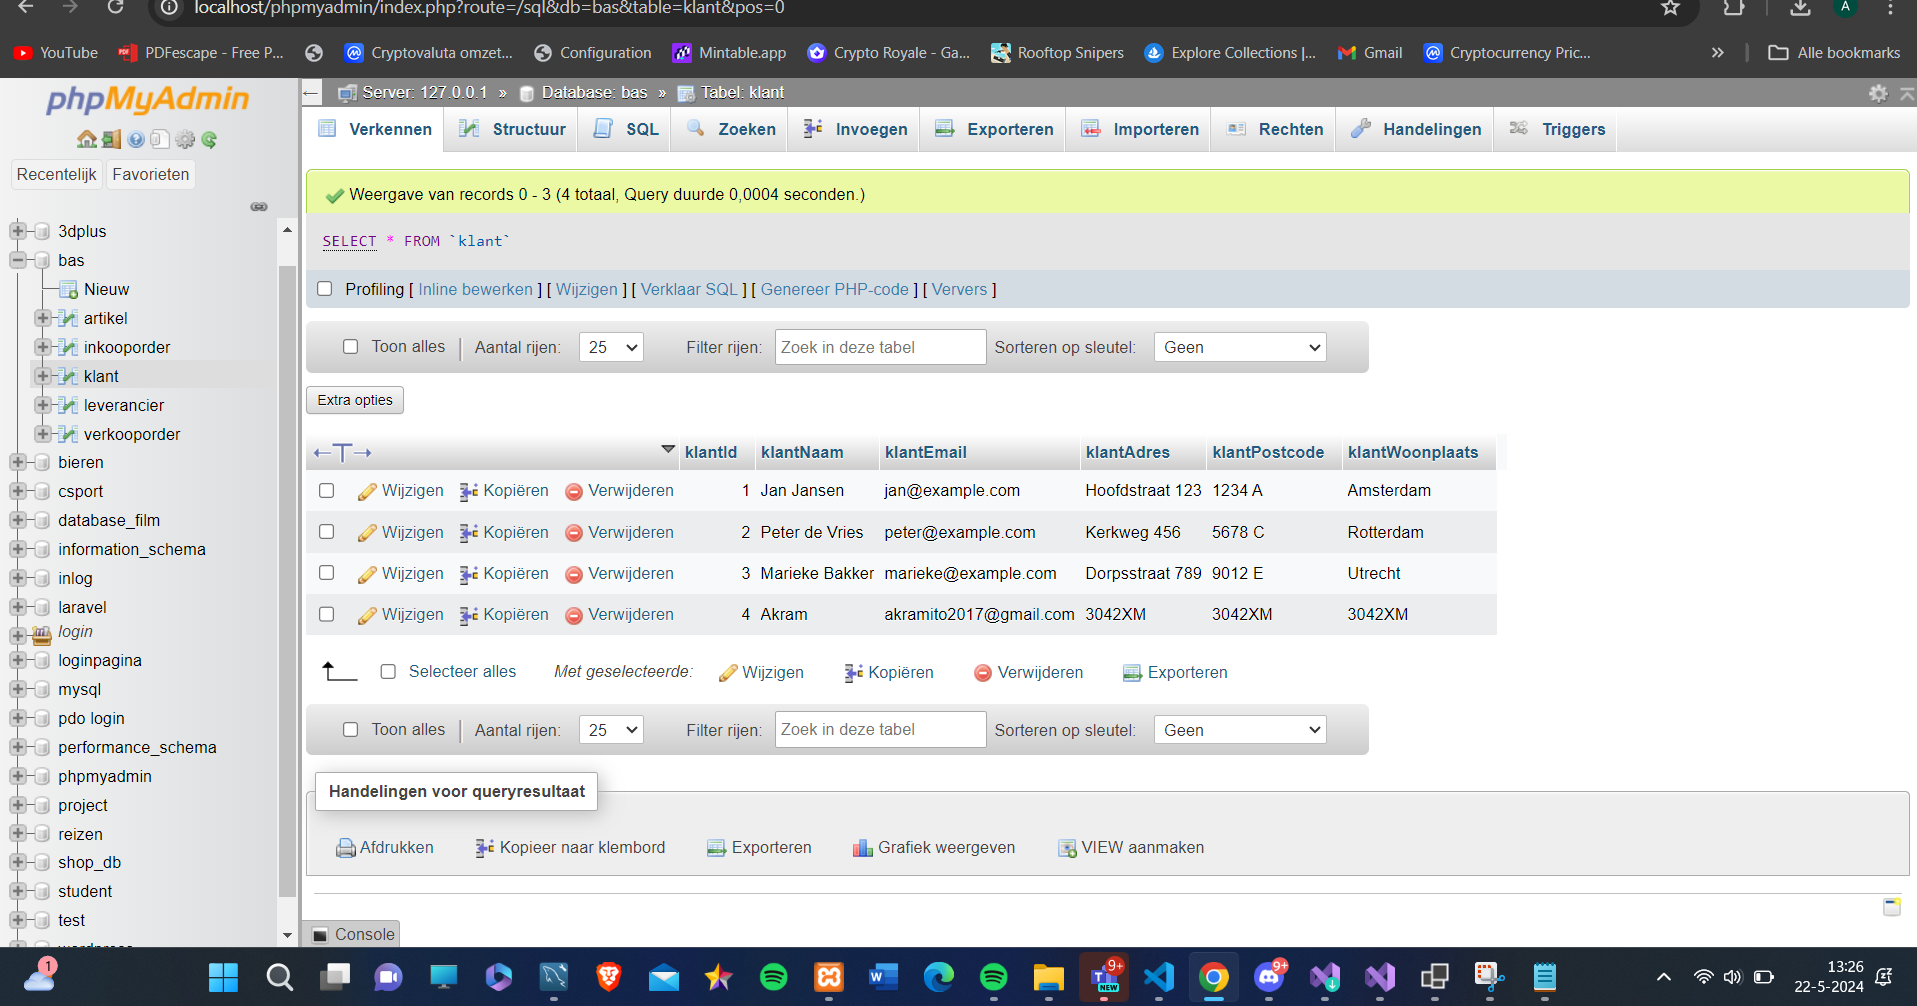 localhost/phpmyadmin/index.php?route=/sql&db=bas&table=klant&pos=0
A
YouTube PDFescape - Free P... Cryptovaluta omzet... Configuration Mintable.app Crypto Royale - Ga... Rooftop Snipers Explore Collections |... Gmail Cryptocurrency Pric... » All bookmarks
phpMyAdmin
Recentelijk Favorieten
3dplus
bas
Nieuw
artikel
inkooporder
klant
leverancier
verkooporder
bieren
csport
database_film
information_schema
inlog
laravel
login
loginpagina
mysql
pdo login
performance_schema
phpmyadmin
project
reizen
shop_db
student
test
Server: 127.0.0.1 » Database: bas » Tabel: klant
Verkennen Structuur SQL Zoeken Invoegen Exporteren Importeren Rechten Handelingen Triggers
Weergave van records 0 - 3 (4 totaal, Query duurde 0,0004 seconden.)
SELECT * FROM `klant`
Profiling [ Inline bewerken ] [ Wijzigen ] [ Verklaar SQL ] [ Genereer PHP-code ] [ Ververs ]
Toon alles | Aantal rijen: 25 Filter rijen: Zoek in deze tabel Sorteren op sleutel: Geen
Extra opties
←T→ klantId klantNaam klantEmail klantAdres klantPostcode klantWoonplaats
Wijzigen Kopiëren Verwijderen 1 Jan Jansen jan@example.com Hoofdstraat 123 1234 A Amsterdam
Wijzigen Kopiëren Verwijderen 2 Peter de Vries peter@example.com Kerkweg 456 5678 C Rotterdam
Wijzigen Kopiëren Verwijderen 3 Marieke Bakker marieke@example.com Dorpsstraat 789 9012 E Utrecht
Wijzigen Kopiëren Verwijderen 4 Akram akramito2017@gmail.com 3042XM 3042XM 3042XM
Selecteer alles Met geselecteerde: Wijzigen Kopiëren Verwijderen Exporteren
Toon alles | Aantal rijen: 25 Filter rijen: Zoek in deze tabel Sorteren op sleutel: Geen
Handelingen voor queryresultaat
Afdrukken Kopieer naar klembord Exporteren Grafiek weergeven VIEW aanmaken
Console
1 9+ NEW 9+ 13:26
22-5-2024